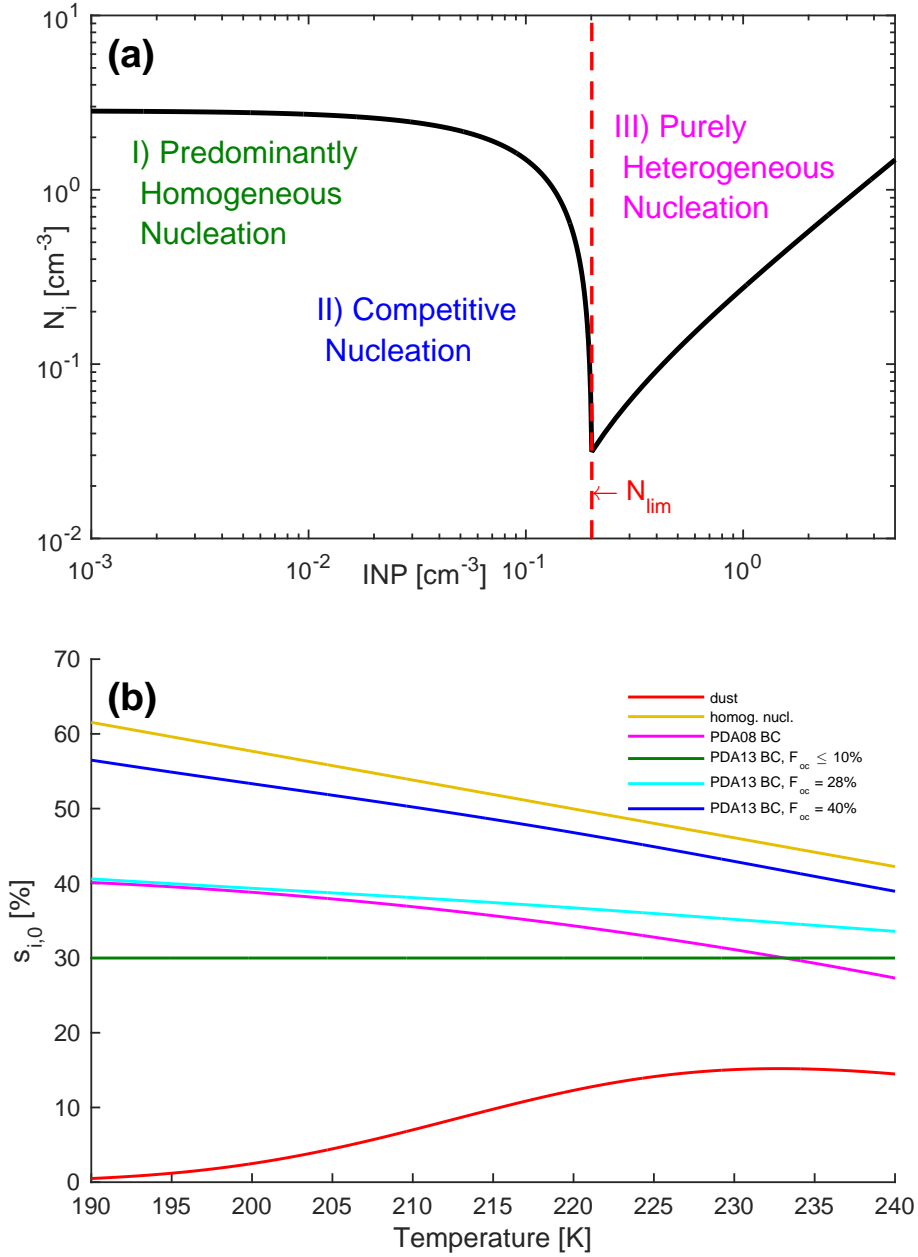 (a)
10^1
10^0
10^-1
10^-2
N_i [cm^-3]
I) Predominantly
Homogeneous
Nucleation
II) Competitive
Nucleation
III) Purely
Heterogeneous
Nucleation
← N_lim
10^-3
10^-2
10^-1
10^0
INP [cm^-3]
(b)
70
60
50
40
30
20
10
0
s_i,0 [%]
dust
homog. nucl.
PDA08 BC
PDA13 BC, F_oc ≤ 10%
PDA13 BC, F_oc = 28%
PDA13 BC, F_oc = 40%
190 195 200 205 210 215 220 225 230 235 240
Temperature [K]